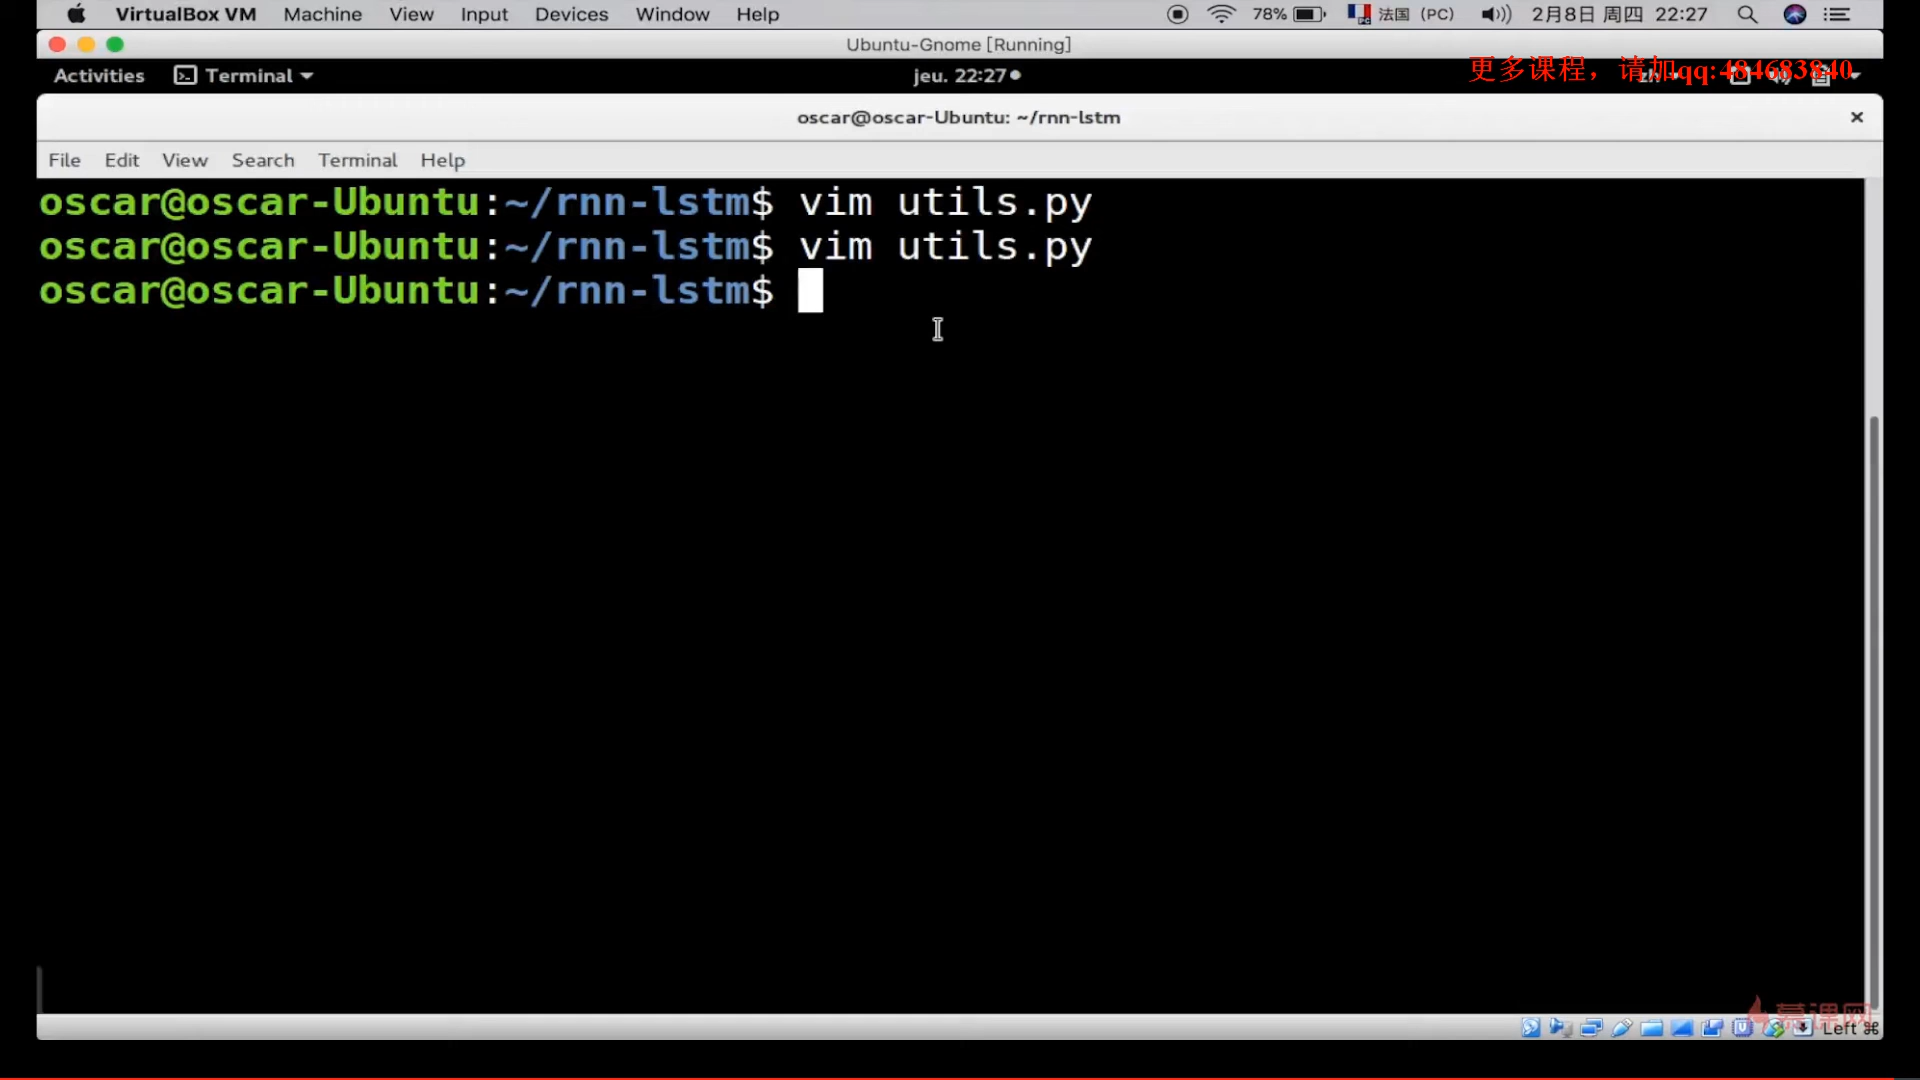 VirtualBox VM Machine View Input Devices Window Help 78% 法国 (PC) 2月8日 周四 22:27
Ubuntu-Gnome [Running]
Activities Terminal jeu. 22:27 更多课程，请加qq:484683840
oscar@oscar-Ubuntu: ~/rnn-lstm
File Edit View Search Terminal Help
oscar@oscar-Ubuntu:~/rnn-lstm$ vim utils.py
oscar@oscar-Ubuntu:~/rnn-lstm$ vim utils.py
oscar@oscar-Ubuntu:~/rnn-lstm$
慕课网
Left ⌘